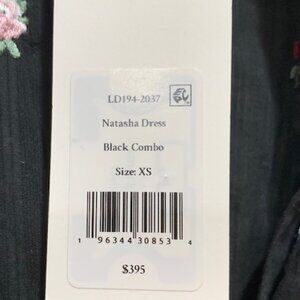 LD194-2037
Natasha Dress
Black Combo
Size: XS
1 96344 30853 4
$395